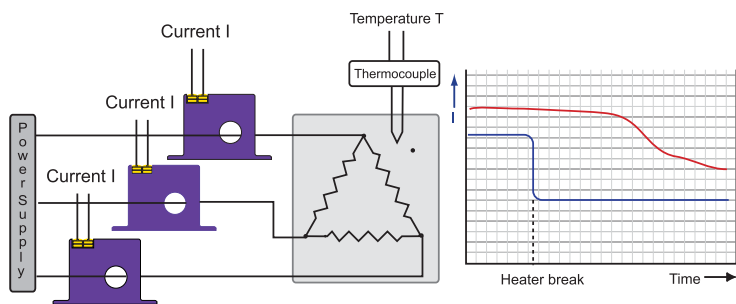 Temperature T
Current I
Thermocouple
Current I
Current I
Power Supply
I
Heater break
Time